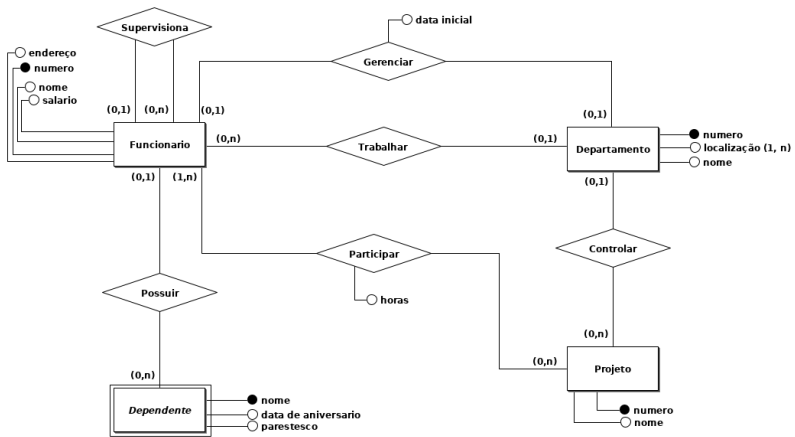 data inicial
Supervisiona
endereço
Gerenciar
numero
nome
salario
(0,1) (0,n) (0,1)
(0,1)
Funcionario
(0,n)
Trabalhar
(0,1)
Departamento
numero
localização (1, n)
nome
(0,1) (1,n)
(0,1)
Participar
Controlar
Possuir
horas
(0,n)
(0,n)
(0,n)
Projeto
Dependente
nome
data de aniversario
parestesco
numero
nome